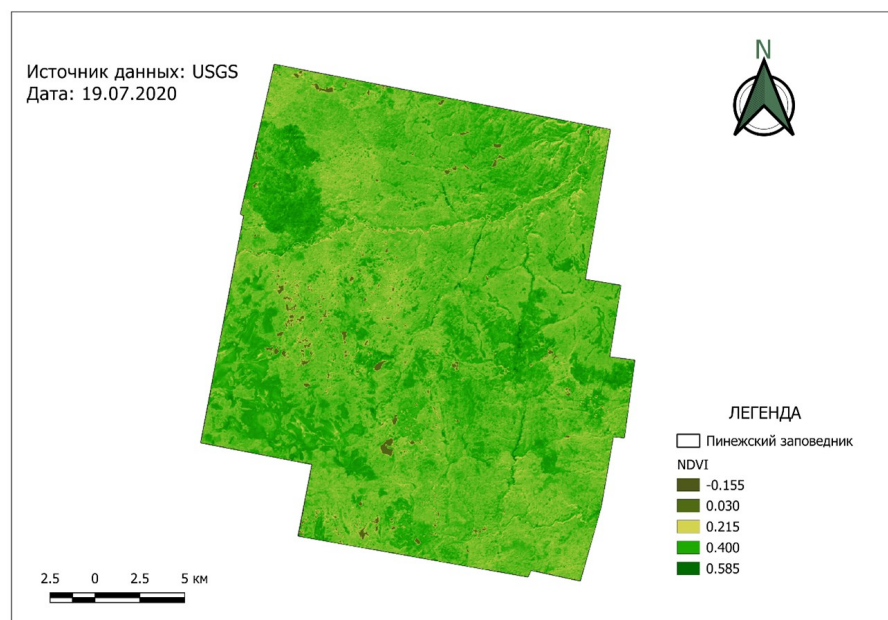 Источник данных: USGS
Дата: 19.07.2020
N
ЛЕГЕНДА
Пинежский заповедник
NDVI
-0.155
0.030
0.215
0.400
0.585
2.5 0 2.5 5 км